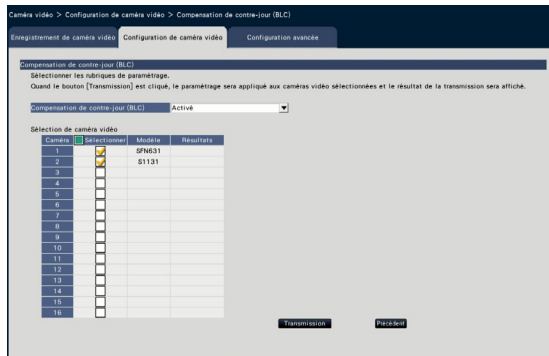 Caméra vidéo > Configuration de caméra vidéo > Compensation de contre-jour (BLC)
Enregistrement de caméra vidéo Configuration de caméra vidéo Configuration avancée
Compensation de contre-jour (BLC)
Sélectionner les rubriques de paramétrage.
Quand le bouton [Transmission] est cliqué, le paramétrage sera appliqué aux caméras vidéo sélectionnées et le résultat de la transmission sera affiché.
Compensation de contre-jour (BLC) Activé
Sélection de caméra vidéo
Caméra Sélectionner Modèle Résultats
1 SFN631
2 S1131
3
4
5
6
7
8
9
10
11
12
13
14
15
16
Transmission Précédent